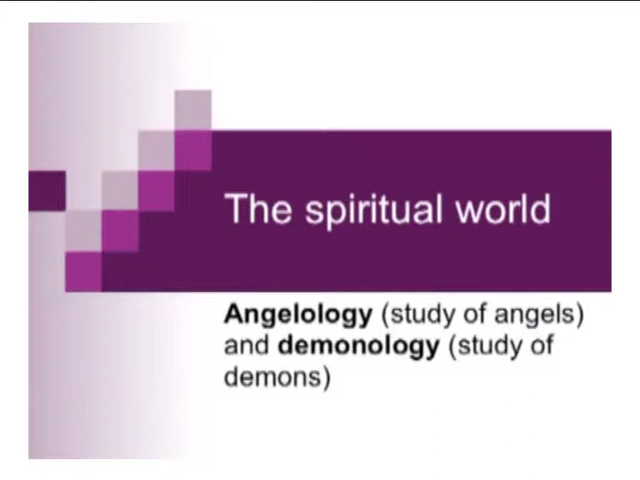 The spiritual world
Angelology (study of angels)
and demonology (study of
demons)